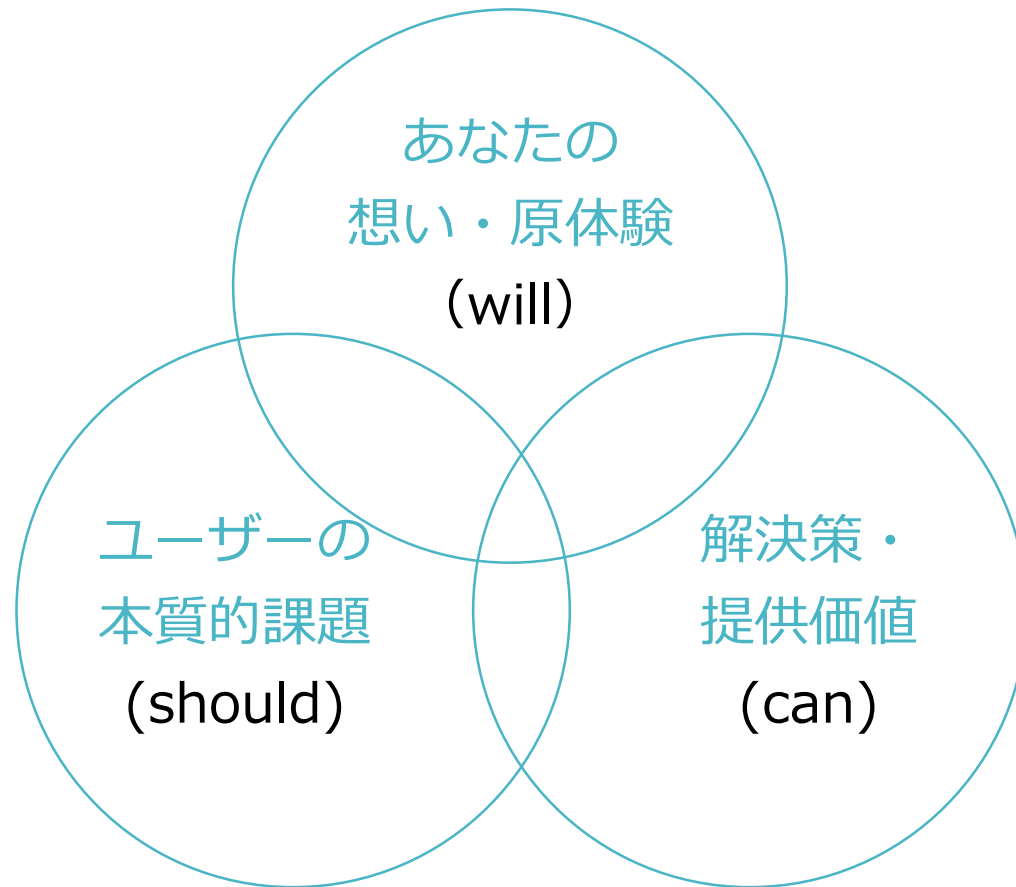 あなたの
想い・原体験
（will）
ユーザーの
本質的課題
(should)
解決策・
提供価値
(can)